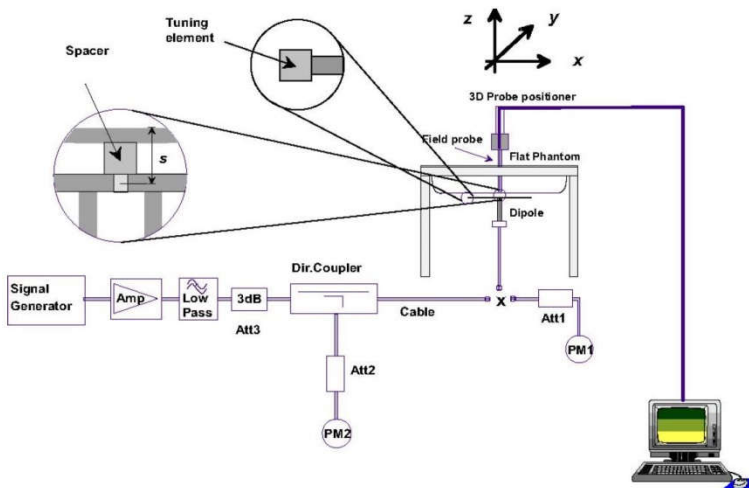 Tuning
element
z
y
x
Spacer
s
3D Probe positioner
Field probe
Flat Phantom
Dipole
Dir.Coupler
Signal
Generator
Amp
Low
Pass
3dB
Att3
Cable
x
Att1
PM1
Att2
PM2